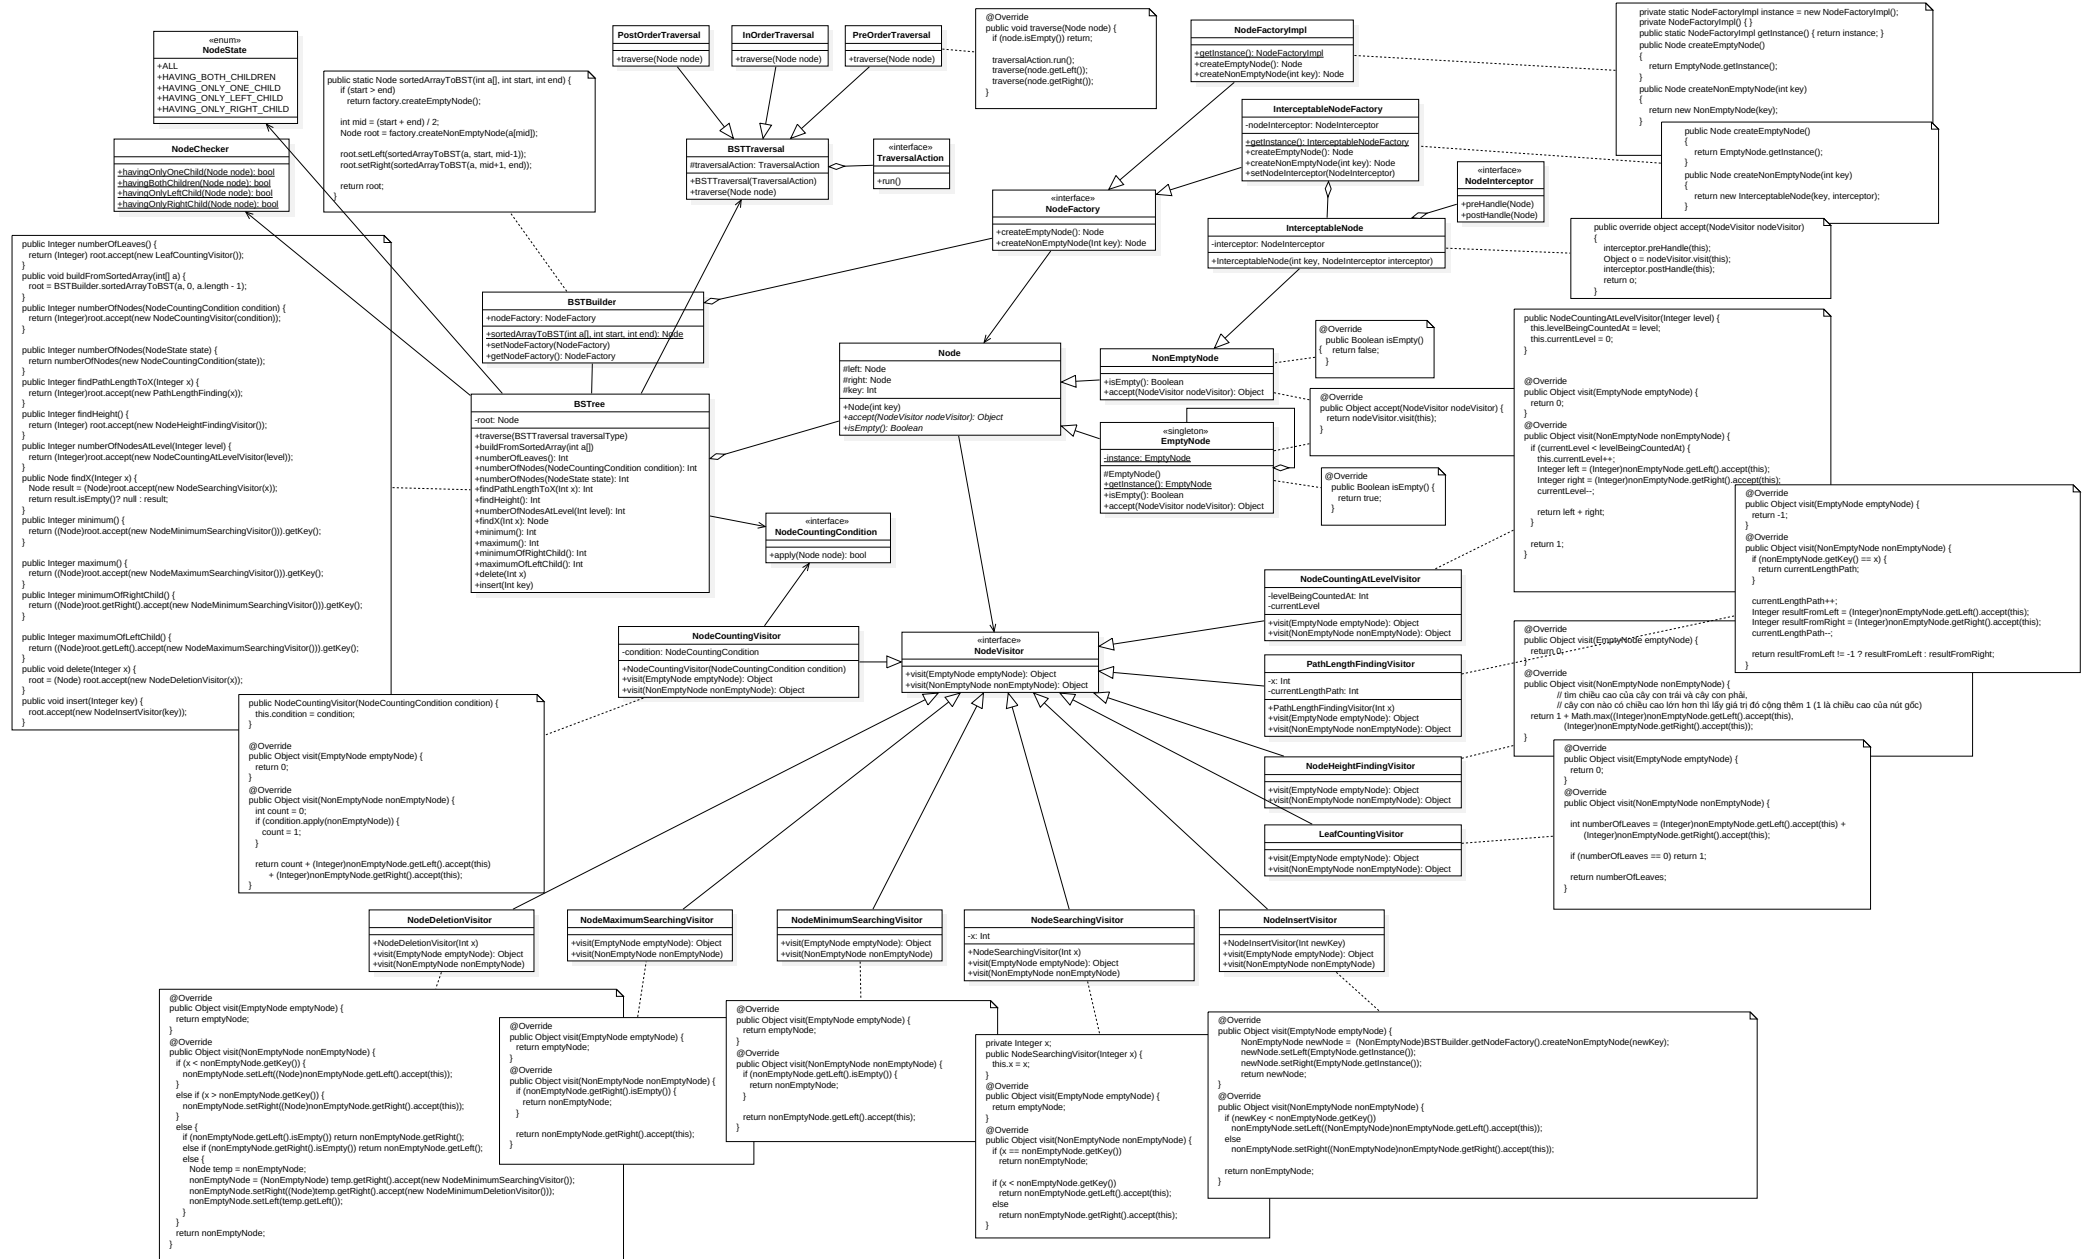 «enum»
NodeState
+ALL
+HAVING_BOTH_CHILDREN
+HAVING_ONLY_ONE_CHILD
+HAVING_ONLY_LEFT_CHILD
+HAVING_ONLY_RIGHT_CHILD
NodeChecker
+havingOnlyOneChild(Node node): bool
+havingBothChildren(Node node): bool
+havingOnlyLeftChild(Node node): bool
+havingOnlyRightChild(Node node): bool
public static Node sortedArrayToBST(int a[], int start, int end) {
if (start > end)
return factory.createEmptyNode();
int mid = (start + end) / 2;
Node root = factory.createNonEmptyNode(a[mid]);
root.setLeft(sortedArrayToBST(a, start, mid-1));
root.setRight(sortedArrayToBST(a, mid+1, end));
return root;
}
PostOrderTraversal
+traverse(Node node)
InOrderTraversal
+traverse(Node node)
PreOrderTraversal
+traverse(Node node)
@Override
public void traverse(Node node) {
if (node.isEmpty()) return;
traversalAction.run();
traverse(node.getLeft());
traverse(node.getRight());
}
BSTTraversal
#traversalAction: TraversalAction
+BSTTraversal(TraversalAction)
+traverse(Node node)
«interface»
TraversalAction
+run()
NodeFactoryImpl
+getInstance(): NodeFactoryImpl
+createEmptyNode(): Node
+createNonEmptyNode(int key): Node
private static NodeFactoryImpl instance = new NodeFactoryImpl();
private NodeFactoryImpl() { }
public static NodeFactoryImpl getInstance() { return instance; }
public Node createEmptyNode()
{
return EmptyNode.getInstance();
}
public Node createNonEmptyNode(int key)
{
return new NonEmptyNode(key);
}
InterceptableNodeFactory
-nodeInterceptor: NodeInterceptor
+getInstance(): InterceptableNodeFactory
+createEmptyNode(): Node
+createNonEmptyNode(int key): Node
+setNodeInterceptor(NodeInterceptor)
public Node createEmptyNode()
{
return EmptyNode.getInstance();
}
public Node createNonEmptyNode(int key)
{
return new InterceptableNode(key, interceptor);
}
«interface»
NodeInterceptor
+preHandle(Node)
+postHandle(Node)
«interface»
NodeFactory
+createEmptyNode(): Node
+createNonEmptyNode(Int key): Node
InterceptableNode
-interceptor: NodeInterceptor
+InterceptableNode(int key, NodeInterceptor interceptor)
public override object accept(NodeVisitor nodeVisitor)
{
interceptor.preHandle(this);
Object o = nodeVisitor.visit(this);
interceptor.postHandle(this);
return o;
}
public Integer numberOfLeaves() {
return (Integer) root.accept(new LeafCountingVisitor());
}
public void buildFromSortedArray(int[] a) {
root = BSTBuilder.sortedArrayToBST(a, 0, a.length - 1);
}
public Integer numberOfNodes(NodeCountingCondition condition) {
return (Integer)root.accept(new NodeCountingVisitor(condition));
}
public Integer numberOfNodes(NodeState state) {
return numberOfNodes(new NodeCountingCondition(state));
}
public Integer findPathLengthToX(Integer x) {
return (Integer)root.accept(new PathLengthFinding(x));
}
public Integer findHeight() {
return (Integer) root.accept(new NodeHeightFindingVisitor());
}
public Integer numberOfNodesAtLevel(Integer level) {
return (Integer)root.accept(new NodeCountingAtLevelVisitor(level));
}
public Node findX(Integer x) {
Node result = (Node)root.accept(new NodeSearchingVisitor(x));
return result.isEmpty()? null : result;
}
public Integer minimum() {
return ((Node)root.accept(new NodeMinimumSearchingVisitor())).getKey();
}
public Integer maximum() {
return ((Node)root.accept(new NodeMaximumSearchingVisitor())).getKey();
}
public Integer minimumOfRightChild() {
return ((Node)root.getRight().accept(new NodeMinimumSearchingVisitor())).getKey();
}
public Integer maximumOfLeftChild() {
return ((Node)root.getLeft().accept(new NodeMaximumSearchingVisitor())).getKey();
}
public void delete(Integer x) {
root = (Node) root.accept(new NodeDeletionVisitor(x));
}
public void insert(Integer key) {
root.accept(new NodeInsertVisitor(key));
}
BSTBuilder
+nodeFactory: NodeFactory
+sortedArrayToBST(int a[], int start, int end): Node
+setNodeFactory(NodeFactory)
+getNodeFactory(): NodeFactory
BSTree
-root: Node
+traverse(BSTTraversal traversalType)
+buildFromSortedArray(int a[])
+numberOfLeaves(): Int
+numberOfNodes(NodeCountingCondition condition): Int
+numberOfNodes(NodeState state): Int
+findPathLengthToX(Int x): Int
+findHeight(): Int
+numberOfNodesAtLevel(Int level): Int
+findX(Int x): Node
+minimum(): Int
+maximum(): Int
+minimumOfRightChild(): Int
+maximumOfLeftChild(): Int
+delete(Int x)
+insert(Int key)
Node
#left: Node
#right: Node
#key: Int
+Node(int key)
+accept(NodeVisitor nodeVisitor): Object
+isEmpty(): Boolean
NonEmptyNode
+isEmpty(): Boolean
+accept(NodeVisitor nodeVisitor): Object
@Override
public Boolean isEmpty()
{ return false;
}
@Override
public Object accept(NodeVisitor nodeVisitor) {
return nodeVisitor.visit(this);
}
«singleton»
EmptyNode
-instance: EmptyNode
#EmptyNode()
+getInstance(): EmptyNode
+isEmpty(): Boolean
+accept(NodeVisitor nodeVisitor): Object
@Override
public Boolean isEmpty() {
return true;
}
public NodeCountingAtLevelVisitor(Integer level) {
this.levelBeingCountedAt = level;
this.currentLevel = 0;
}
@Override
public Object visit(EmptyNode emptyNode) {
return 0;
}
@Override
public Object visit(NonEmptyNode nonEmptyNode) {
if (currentLevel < levelBeingCountedAt) {
this.currentLevel++;
Integer left = (Integer)nonEmptyNode.getLeft().accept(this);
Integer right = (Integer)nonEmptyNode.getRight().accept(this);
currentLevel--;
return left + right;
}
return 1;
}
@Override
public Object visit(EmptyNode emptyNode) {
return -1;
}
@Override
public Object visit(NonEmptyNode nonEmptyNode) {
if (nonEmptyNode.getKey() == x) {
return currentLengthPath;
}
currentLengthPath++;
Integer resultFromLeft = (Integer)nonEmptyNode.getLeft().accept(this);
Integer resultFromRight = (Integer)nonEmptyNode.getRight().accept(this);
currentLengthPath--;
return resultFromLeft != -1 ? resultFromLeft : resultFromRight;
}
«interface»
NodeCountingCondition
+apply(Node node): bool
NodeCountingAtLevelVisitor
-levelBeingCountedAt: Int
-currentLevel
+visit(EmptyNode emptyNode): Object
+visit(NonEmptyNode nonEmptyNode): Object
NodeCountingVisitor
-condition: NodeCountingCondition
+NodeCountingVisitor(NodeCountingCondition condition)
+visit(EmptyNode emptyNode): Object
+visit(NonEmptyNode nonEmptyNode): Object
«interface»
NodeVisitor
+visit(EmptyNode emptyNode): Object
+visit(NonEmptyNode nonEmptyNode): Object
PathLengthFindingVisitor
-x: Int
-currentLengthPath: Int
+PathLengthFindingVisitor(Int x)
+visit(EmptyNode emptyNode): Object
+visit(NonEmptyNode nonEmptyNode): Object
@Override
public Object visit(EmptyNode emptyNode) {
return 0;
}
@Override
public Object visit(NonEmptyNode nonEmptyNode) {
// tìm chiều cao của cây con trái và cây con phải,
// cây con nào có chiều cao lớn hơn thì lấy giá trị đó cộng thêm 1 (1 là chiều cao của nút gốc)
return 1 + Math.max((Integer)nonEmptyNode.getLeft().accept(this),
(Integer)nonEmptyNode.getRight().accept(this));
}
NodeHeightFindingVisitor
+visit(EmptyNode emptyNode): Object
+visit(NonEmptyNode nonEmptyNode): Object
LeafCountingVisitor
+visit(EmptyNode emptyNode): Object
+visit(NonEmptyNode nonEmptyNode): Object
@Override
public Object visit(EmptyNode emptyNode) {
return 0;
}
@Override
public Object visit(NonEmptyNode nonEmptyNode) {
int numberOfLeaves = (Integer)nonEmptyNode.getLeft().accept(this) +
(Integer)nonEmptyNode.getRight().accept(this);
if (numberOfLeaves == 0) return 1;
return numberOfLeaves;
}
public NodeCountingVisitor(NodeCountingCondition condition) {
this.condition = condition;
}
@Override
public Object visit(EmptyNode emptyNode) {
return 0;
}
@Override
public Object visit(NonEmptyNode nonEmptyNode) {
int count = 0;
if (condition.apply(nonEmptyNode)) {
count = 1;
}
return count + (Integer)nonEmptyNode.getLeft().accept(this)
+ (Integer)nonEmptyNode.getRight().accept(this);
}
NodeDeletionVisitor
+NodeDeletionVisitor(Int x)
+visit(EmptyNode emptyNode): Object
+visit(NonEmptyNode nonEmptyNode)
NodeMaximumSearchingVisitor
+visit(EmptyNode emptyNode): Object
+visit(NonEmptyNode nonEmptyNode)
NodeMinimumSearchingVisitor
+visit(EmptyNode emptyNode): Object
+visit(NonEmptyNode nonEmptyNode)
NodeSearchingVisitor
-x: Int
+NodeSearchingVisitor(Int x)
+visit(EmptyNode emptyNode): Object
+visit(NonEmptyNode nonEmptyNode)
NodeInsertVisitor
+NodeInsertVisitor(Int newKey)
+visit(EmptyNode emptyNode): Object
+visit(NonEmptyNode nonEmptyNode)
@Override
public Object visit(EmptyNode emptyNode) {
return emptyNode;
}
@Override
public Object visit(NonEmptyNode nonEmptyNode) {
if (x < nonEmptyNode.getKey()) {
nonEmptyNode.setLeft((Node)nonEmptyNode.getLeft().accept(this));
}
else if (x > nonEmptyNode.getKey()) {
nonEmptyNode.setRight((Node)nonEmptyNode.getRight().accept(this));
}
else {
if (nonEmptyNode.getLeft().isEmpty()) return nonEmptyNode.getRight();
else if (nonEmptyNode.getRight().isEmpty()) return nonEmptyNode.getLeft();
else {
Node temp = nonEmptyNode;
nonEmptyNode = (NonEmptyNode) temp.getRight().accept(new NodeMinimumSearchingVisitor());
nonEmptyNode.setRight((Node)temp.getRight().accept(new NodeMinimumDeletionVisitor()));
nonEmptyNode.setLeft(temp.getLeft());
}
}
return nonEmptyNode;
}
@Override
public Object visit(EmptyNode emptyNode) {
return emptyNode;
}
@Override
public Object visit(NonEmptyNode nonEmptyNode) {
if (nonEmptyNode.getRight().isEmpty()) {
return nonEmptyNode;
}
return nonEmptyNode.getRight().accept(this);
}
@Override
public Object visit(EmptyNode emptyNode) {
return emptyNode;
}
@Override
public Object visit(NonEmptyNode nonEmptyNode) {
if (nonEmptyNode.getLeft().isEmpty()) {
return nonEmptyNode;
}
return nonEmptyNode.getLeft().accept(this);
}
private Integer x;
public NodeSearchingVisitor(Integer x) {
this.x = x;
}
@Override
public Object visit(EmptyNode emptyNode) {
return emptyNode;
}
@Override
public Object visit(NonEmptyNode nonEmptyNode) {
if (x == nonEmptyNode.getKey())
return nonEmptyNode;
if (x < nonEmptyNode.getKey())
return nonEmptyNode.getLeft().accept(this);
else
return nonEmptyNode.getRight().accept(this);
}
@Override
public Object visit(EmptyNode emptyNode) {
NonEmptyNode newNode = (NonEmptyNode)BSTBuilder.getNodeFactory().createNonEmptyNode(newKey);
newNode.setLeft(EmptyNode.getInstance());
newNode.setRight(EmptyNode.getInstance());
return newNode;
}
@Override
public Object visit(NonEmptyNode nonEmptyNode) {
if (newKey < nonEmptyNode.getKey())
nonEmptyNode.setLeft((NonEmptyNode)nonEmptyNode.getLeft().accept(this));
else
nonEmptyNode.setRight((NonEmptyNode)nonEmptyNode.getRight().accept(this));
return nonEmptyNode;
}